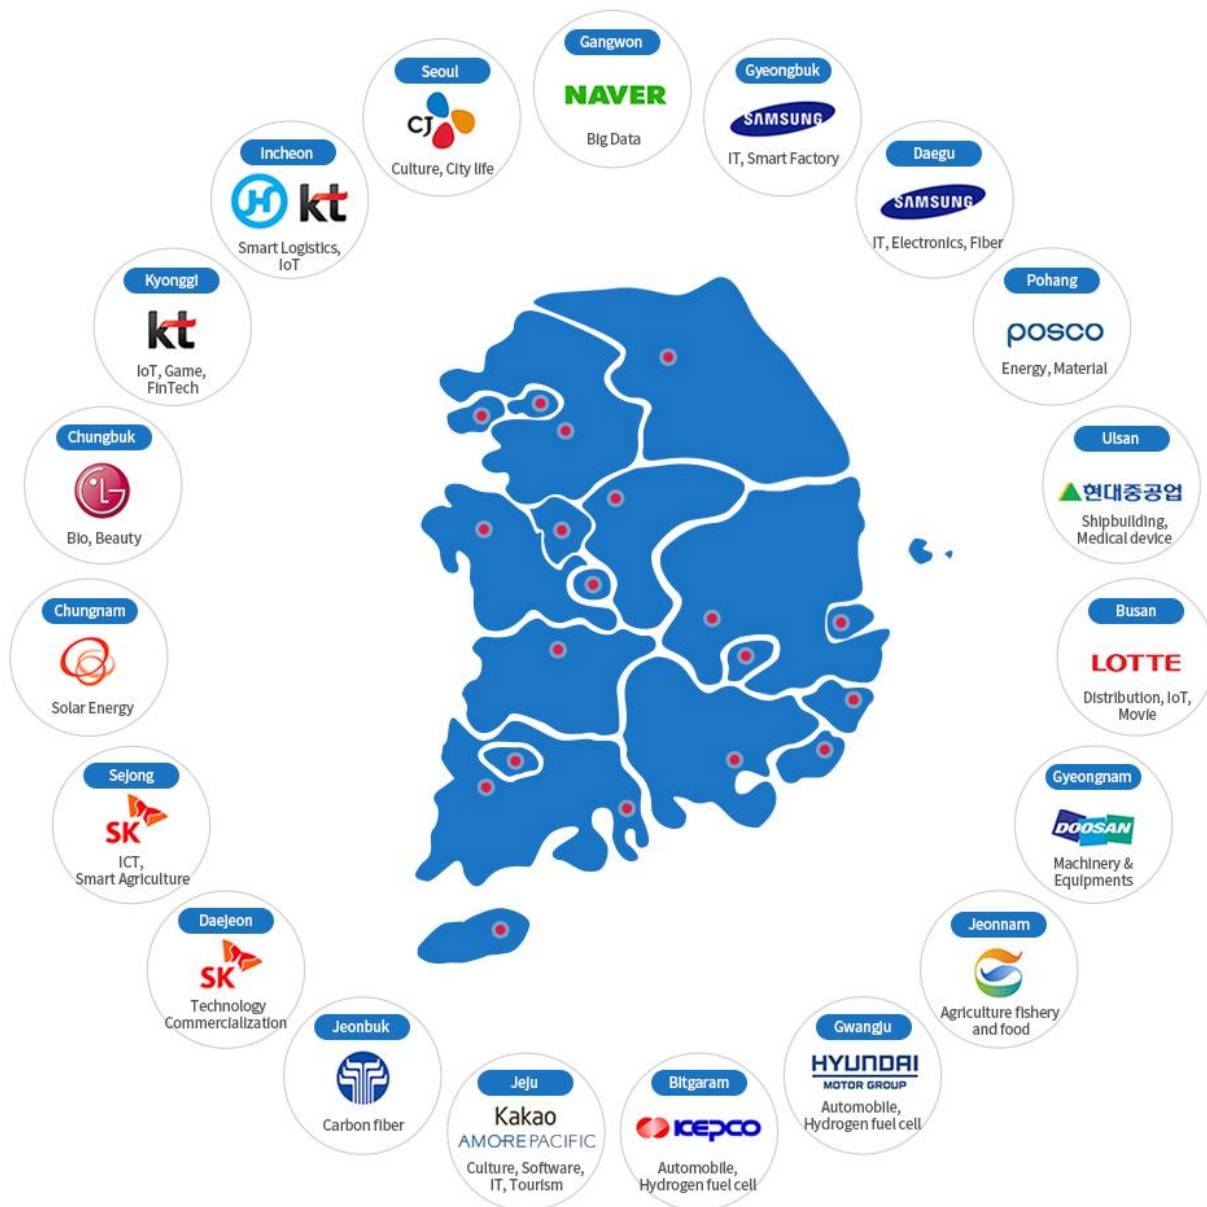 Gangwon
NAVER
Big Data
Gyeongbuk
SAMSUNG
IT, Smart Factory
Daegu
SAMSUNG
IT, Electronics, Fiber
Pohang
posco
Energy, Material
Ulsan
현대중공업
Shipbuilding,
Medical device
Busan
LOTTE
Distribution, IoT,
Movie
Gyeongnam
DOOSAN
Machinery &
Equipments
Jeonnam
Agriculture fishery
and food
Gwangju
HYUNDAI
MOTOR GROUP
Automobile,
Hydrogen fuel cell
Bitgaram
KEPCO
Automobile,
Hydrogen fuel cell
Jeju
Kakao
AMOREPACIFIC
Culture, Software,
IT, Tourism
Jeonbuk
Carbon fiber
Daejeon
SK
Technology
Commercialization
Sejong
SK
ICT,
Smart Agriculture
Chungnam
Solar Energy
Chungbuk
LG
Bio, Beauty
Kyonggi
kt
IoT, Game,
FinTech
Incheon
H kt
Smart Logistics,
IoT
Seoul
CJ
Culture, City life